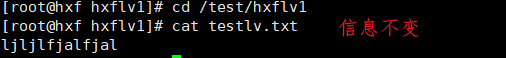 [root@hxf hxflv1]# cd /test/hxflv1
[root@hxf hxflv1]# cat testlv.txt 信息不变
ljljlfjalfjal